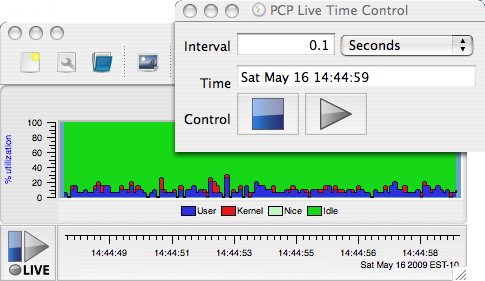 PCP Live Time Control
Interval 0.1 Seconds
Time Sat May 16 14:44:59
Control
% utilization
100
80
60
40
20
0
User Kernel Nice Idle
LIVE
14:44:49 14:44:51 14:44:53 14:44:55 14:44:56 14:44:58
Sat May 16 2009 EST-10